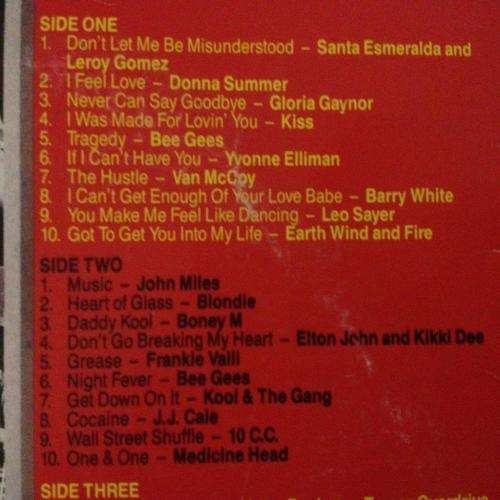 SIDE ONE
1. Don't Let Me Be Misunderstood – Santa Esmeralda and
Leroy Gomez
2. I Feel Love – Donna Summer
3. Never Can Say Goodbye – Gloria Gaynor
4. I Was Made For Lovin' You – Kiss
5. Tragedy – Bee Gees
6. If I Can't Have You – Yvonne Elliman
7. The Hustle – Van McCoy
8. I Can't Get Enough Of Your Love Babe – Barry White
9. You Make Me Feel Like Dancing – Leo Sayer
10. Got To Get You Into My Life – Earth Wind and Fire
SIDE TWO
1. Music – John Miles
2. Heart of Glass – Blondie
3. Daddy Kool – Boney M
4. Don't Go Breaking My Heart – Elton John and Kikki Dee
5. Grease – Frankie Valli
6. Night Fever – Bee Gees
7. Get Down On It – Kool & The Gang
8. Cocaine – J.J. Cale
9. Wall Street Shuffle – 10 C.C.
10. One & One – Medicine Head
SIDE THREE